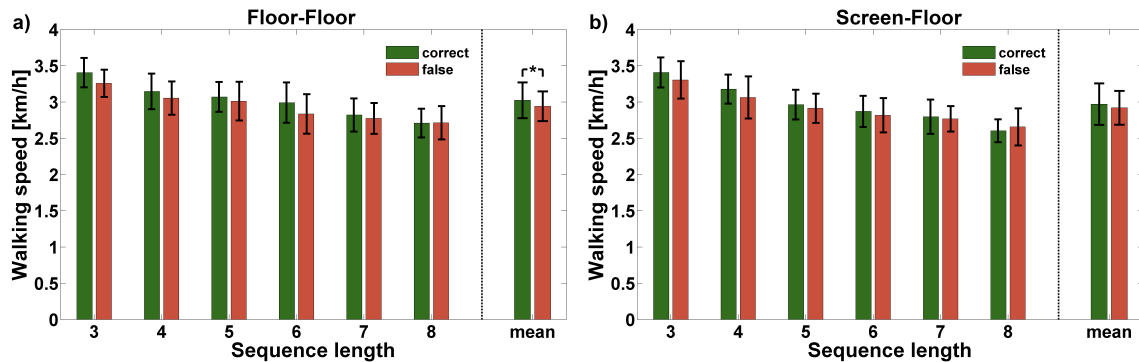 a)
Floor-Floor
Walking speed [km/h]
4
3.5
3
2.5
2
1.5
1
0.5
0
correct
false
*
3 4 5 6 7 8 mean
Sequence length
b)
Screen-Floor
Walking speed [km/h]
4
3.5
3
2.5
2
1.5
1
0.5
0
correct
false
3 4 5 6 7 8 mean
Sequence length